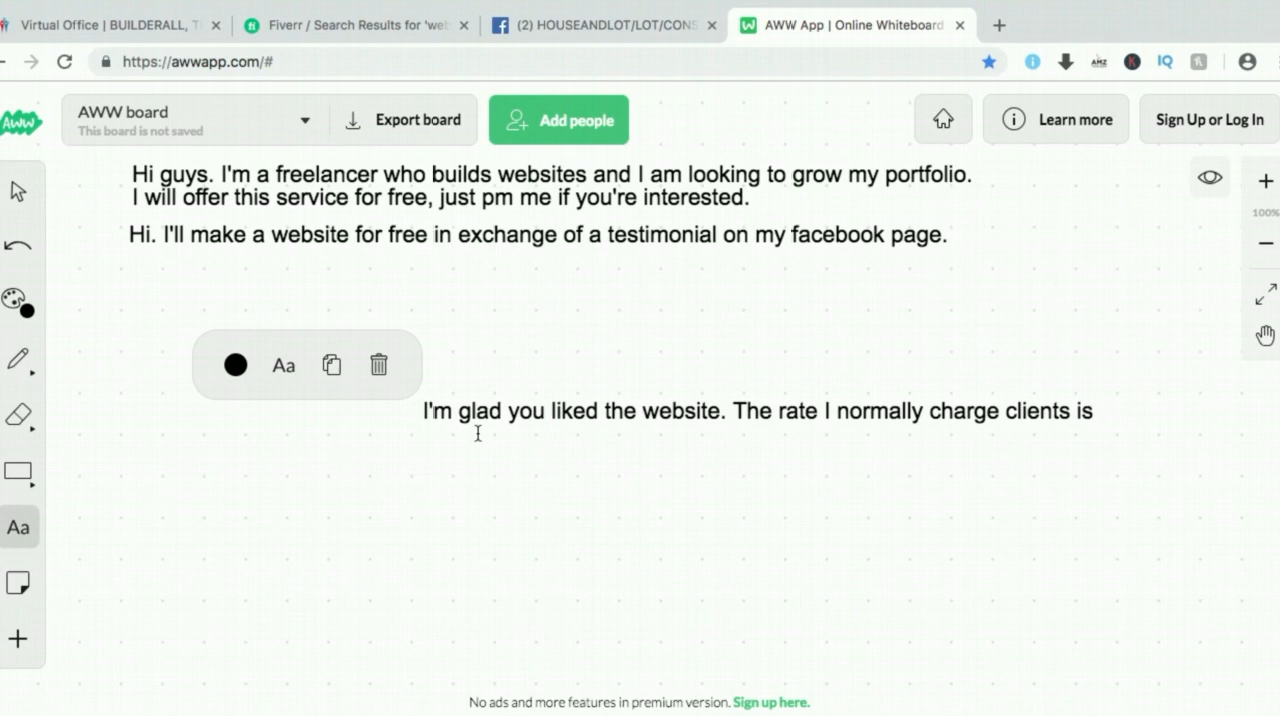 Virtual Office | BUILDERALL, T
Fiverr / Search Results for 'web
(2) HOUSEANDLOT/LOT/CONS
AWW App | Online Whiteboard
https://awwapp.com/#
AMZ
K
IQ
AWW
AWW board
This board is not saved
Export board
Add people
Learn more
Sign Up or Log In
Hi guys. I'm a freelancer who builds websites and I am looking to grow my portfolio.
I will offer this service for free, just pm me if you're interested.
Hi. I'll make a website for free in exchange of a testimonial on my facebook page.
100%
Aa
I'm glad you liked the website. The rate I normally charge clients is
Aa
No ads and more features in premium version. Sign up here.